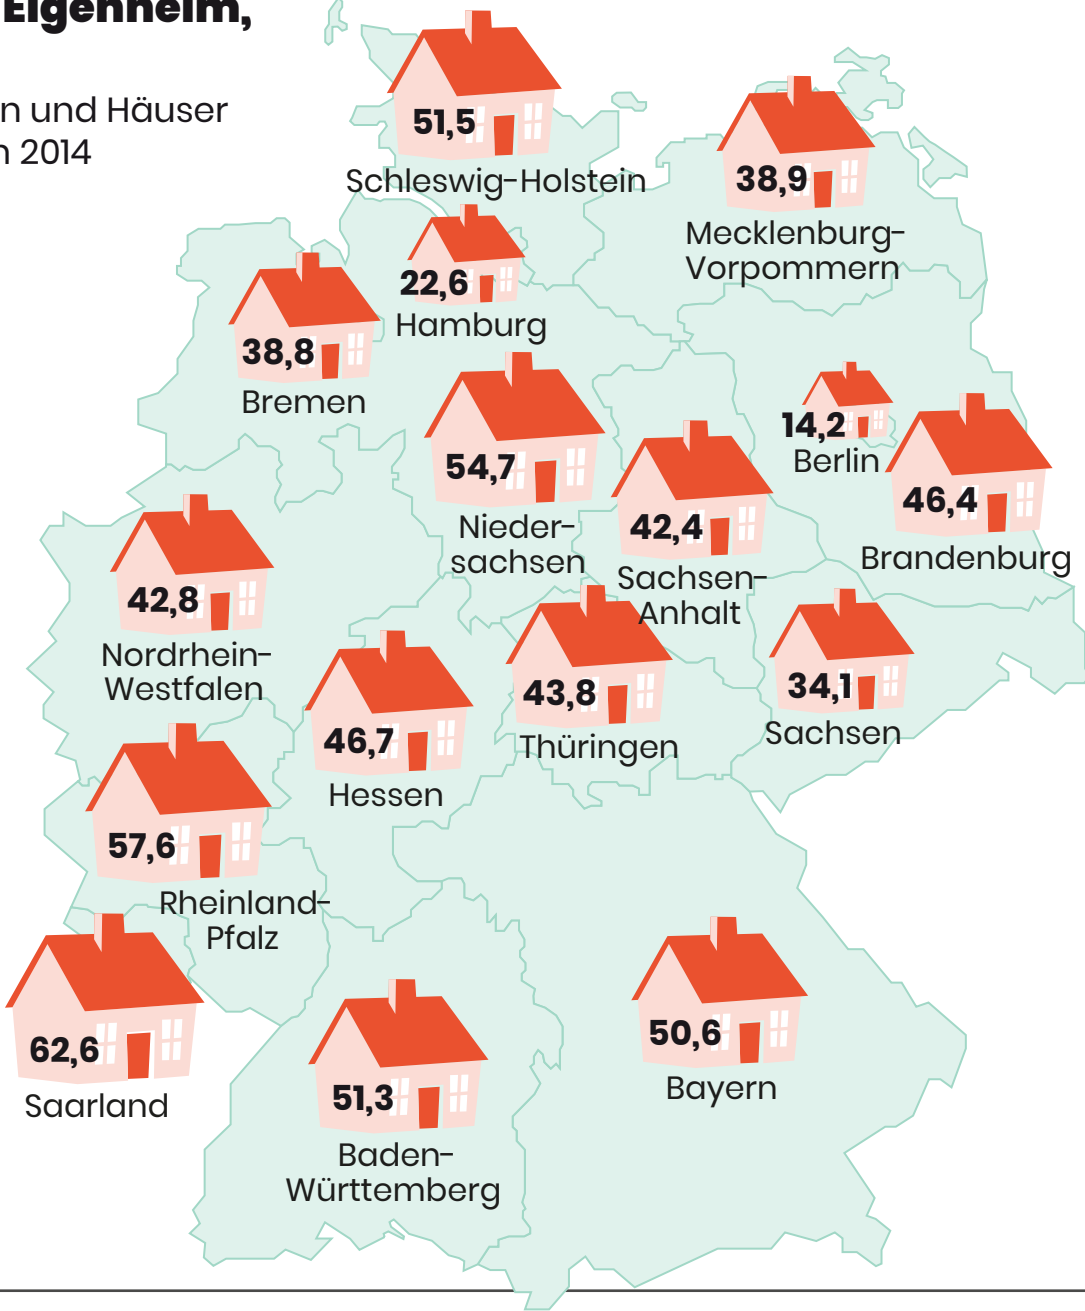 Eigenheim,
n und Häuser
n 2014
51,5
Schleswig-Holstein
38,9
Mecklenburg-
Vorpommern
22,6
Hamburg
38,8
Bremen
14,2
Berlin
54,7
Nieder-
sachsen
46,4
Brandenburg
42,4
Sachsen-
Anhalt
42,8
Nordrhein-
Westfalen
46,7
Hessen
43,8
Thüringen
34,1
Sachsen
57,6
Rheinland-
Pfalz
62,6
Saarland
51,3
Baden-
Württemberg
50,6
Bayern